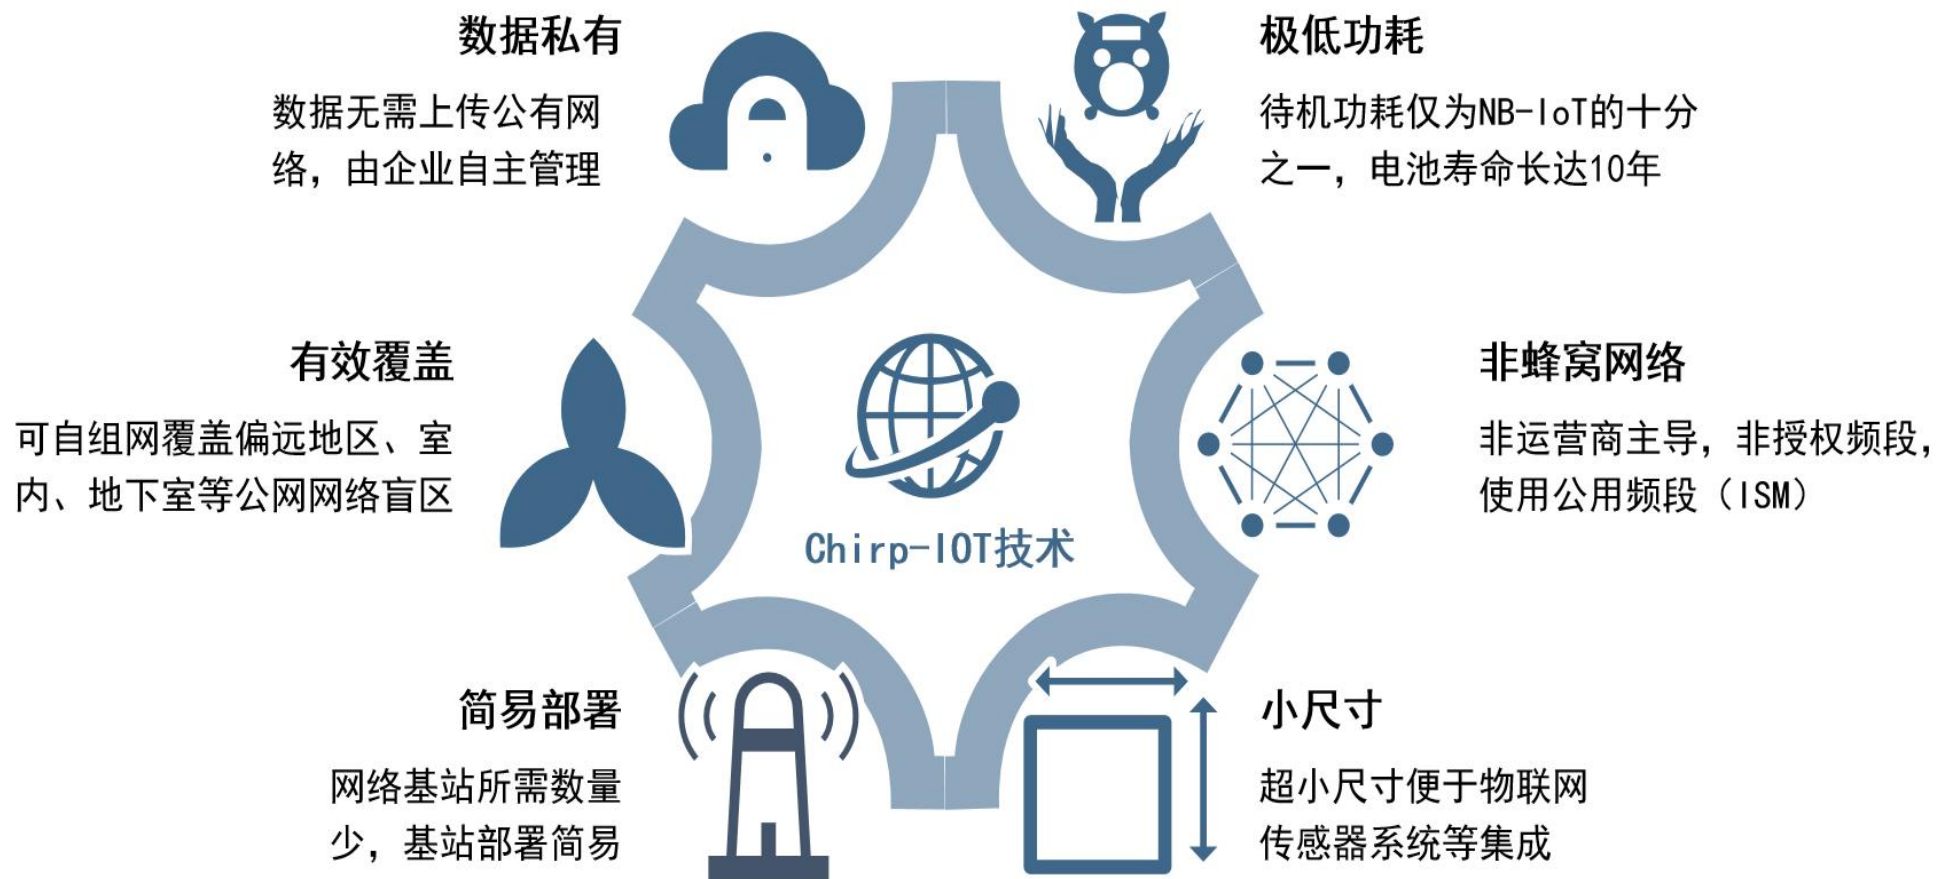 数据私有
数据无需上传公有网
络，由企业自主管理
极低功耗
待机功耗仅为NB-IoT的十分
之一，电池寿命长达10年
有效覆盖
可自组网覆盖偏远地区、室
内、地下室等公网网络盲区
Chirp-IOT技术
非蜂窝网络
非运营商主导，非授权频段，
使用公用频段（ISM）
简易部署
网络基站所需数量
少，基站部署简易
小尺寸
超小尺寸便于物联网
传感器系统等集成